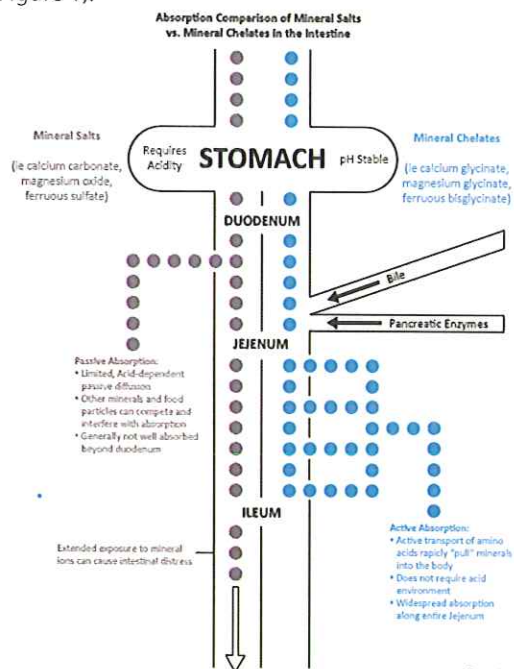 Absorption Comparison of Mineral Salts
vs. Mineral Chelates in the Intestine
Mineral Salts
(ie calcium carbonate,
magnesium oxide,
ferruous sulfate)
Requires
Acidity
STOMACH
pH Stable
Mineral Chelates
(ie calcium glycinate,
magnesium glycinate,
ferruous bisglycinate)
DUODENUM
Bile
Pancreatic Enzymes
JEJENUM
Passive Absorption:
• Limited, Acid-dependent
passive diffusion
• Other minerals and food
particles can compete and
interfere with absorption
• Generally not well absorbed
beyond duodenum
ILEUM
Extended exposure to mineral
ions can cause intestinal distress
Active Absorption:
• Active transport of amino
acids rapicly "pull" minerals
into the body
• Does not require acid
environment
• Widespread absorption
along entire Jejenum